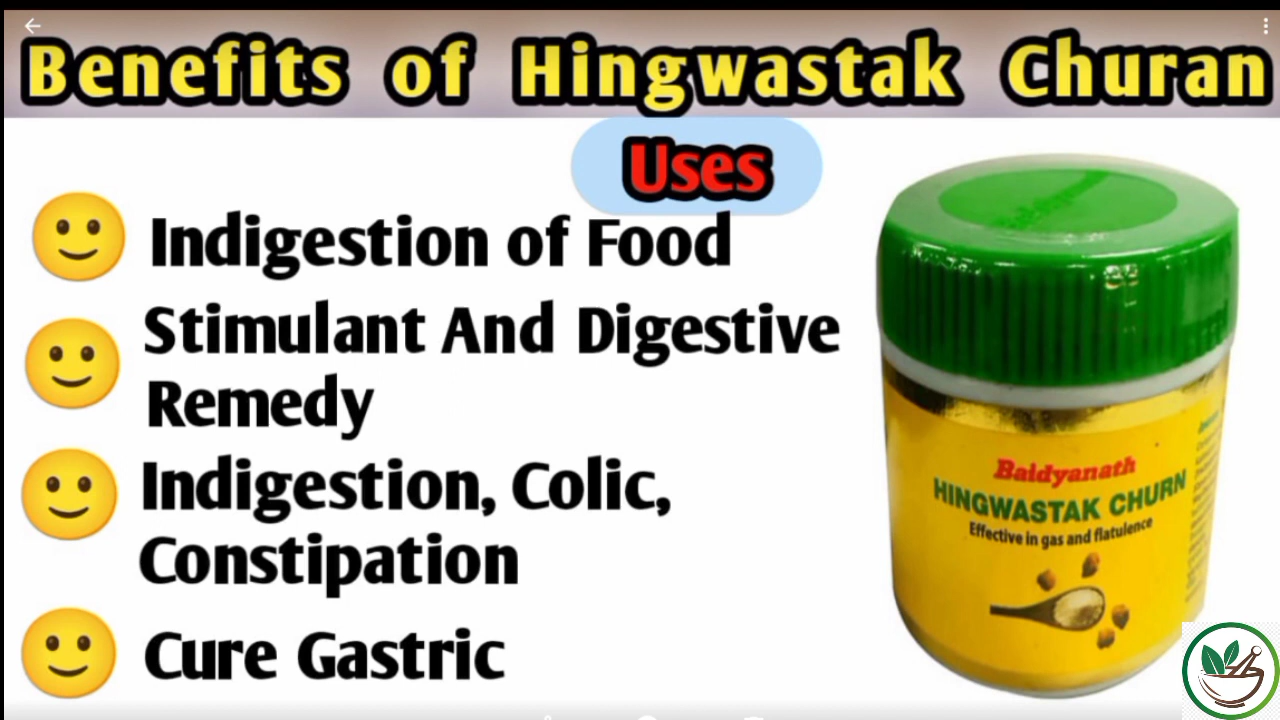 Benefits of Hingwastak Churan
Uses
Indigestion of Food
Stimulant And Digestive
Remedy
Indigestion, Colic,
Constipation
Cure Gastric
Baidyanath
HINGWASTAK CHURN
Effective in gas and flatulence